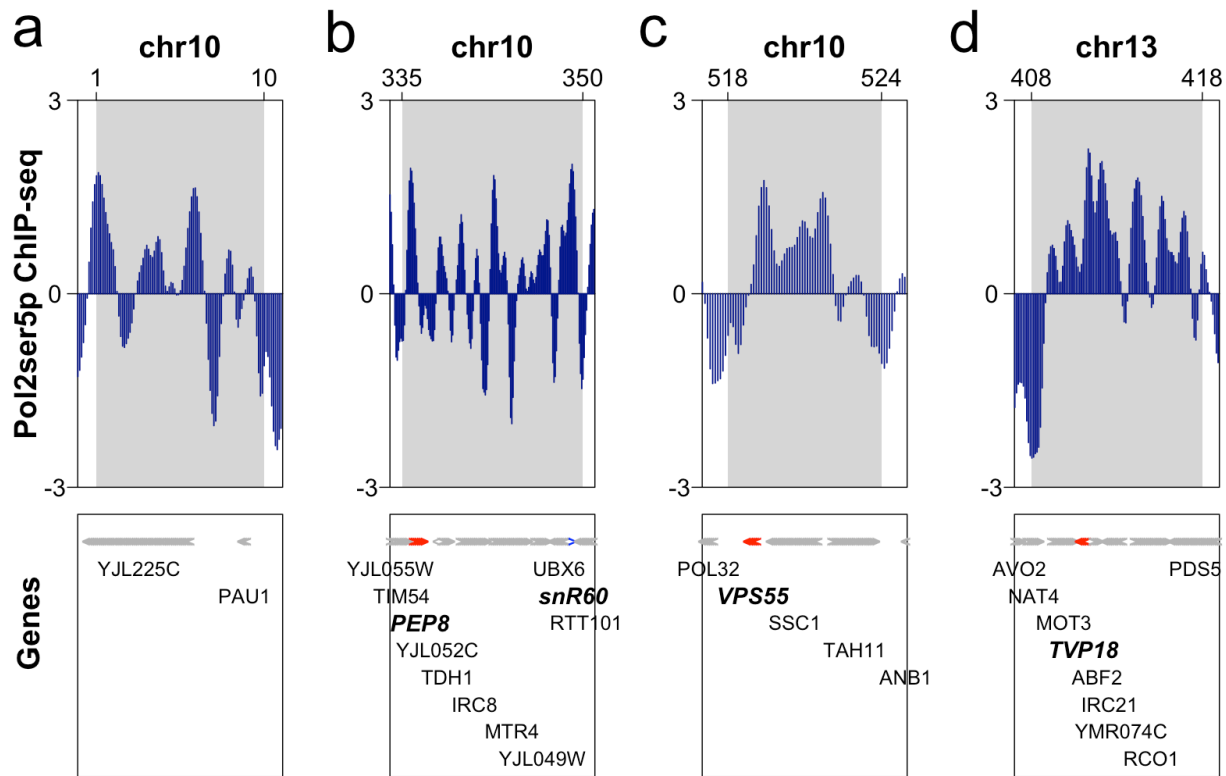 a b c d
chr10 chr10 chr10 chr13
1 10 335 350 518 524 408 418
3 3 3 3
Pol2ser5p ChIP-seq
0 0 0 0
-3 -3 -3 -3
Genes
YJL225C YJL055W UBX6 POL32 AVO2 PDS5
PAU1 TIM54 snR60 VPS55 NAT4
PEP8 RTT101 SSC1 MOT3
YJL052C TAH11 TVP18
TDH1 ANB1 ABF2
IRC8 IRC21
MTR4 YMR074C
YJL049W RCO1